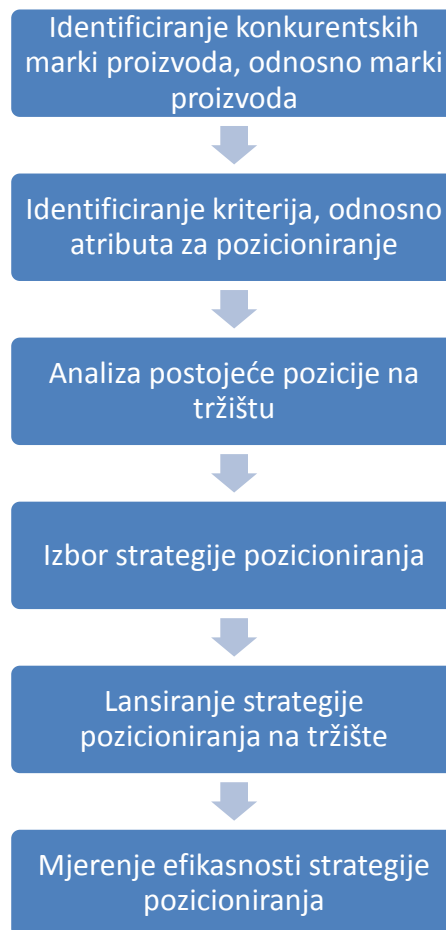 Identificiranje konkurentskih
marki proizvoda, odnosno marki
proizvoda
Identificiranje kriterija, odnosno
atributa za pozicioniranje
Analiza postojeće pozicije na
tržištu
Izbor strategije pozicioniranja
Lansiranje strategije
pozicioniranja na tržište
Mjerenje efikasnosti strategije
pozicioniranja